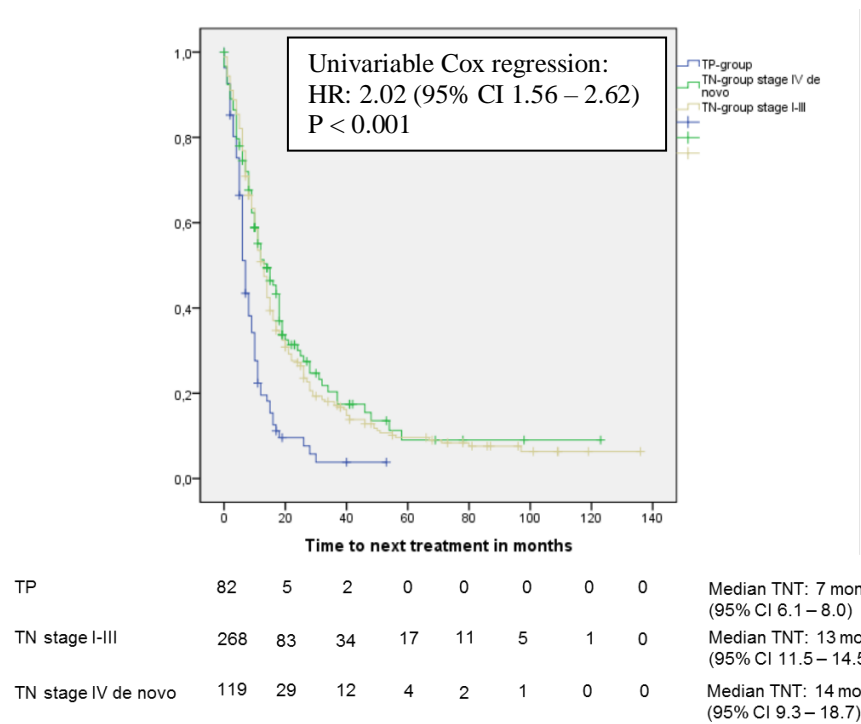 Univariable Cox regression:
HR: 2.02 (95% CI 1.56 – 2.62)
P < 0.001
TP-group
TN-group stage IV de
novo
TN-group stage I-III
1,0
0,8
0,6
0,4
0,2
0,0
0 20 40 60 80 100 120 140
Time to next treatment in months
TP 82 5 2 0 0 0 0 0 Median TNT: 7 mon
(95% CI 6.1 – 8.0)
TN stage I-III 268 83 34 17 11 5 1 0 Median TNT: 13 mo
(95% CI 11.5 – 14.5
TN stage IV de novo 119 29 12 4 2 1 0 0 Median TNT: 14 mo
(95% CI 9.3 – 18.7)